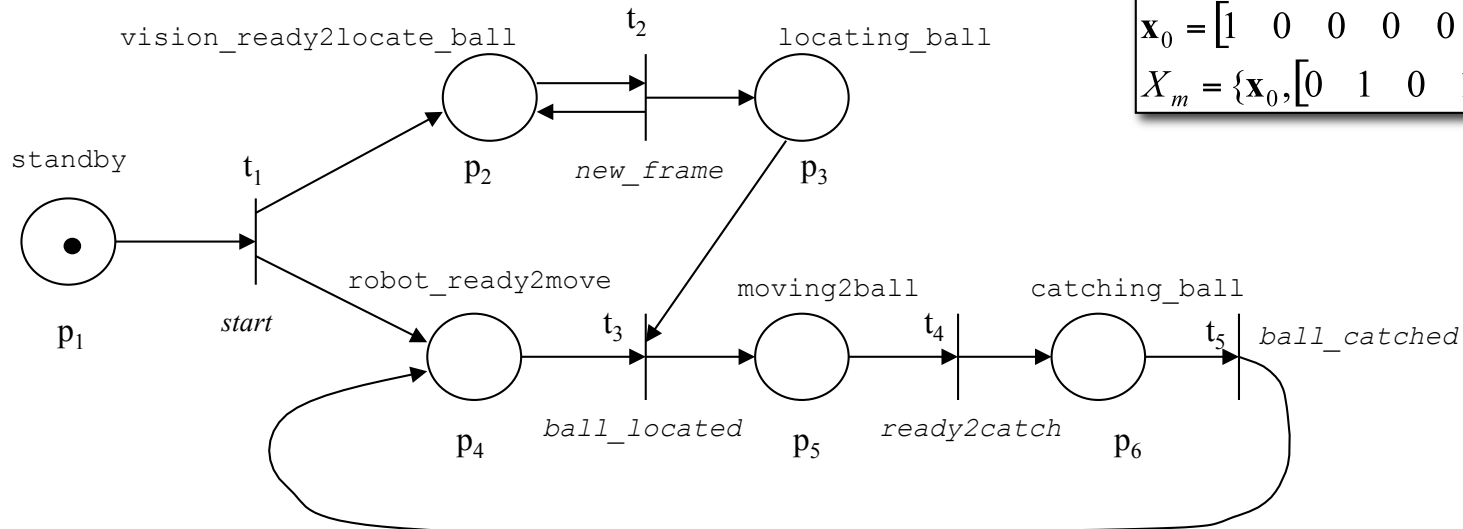 t2
vision_ready2locate_ball
locating_ball
x0 = [1 0 0 0 0
Xm = {x0,[0 1 0
standby
t1
p2
new_frame
p3
robot_ready2move
moving2ball
catching_ball
p1
start
t3
t4
t5
ball_catched
ball_located
ready2catch
p4
p5
p6